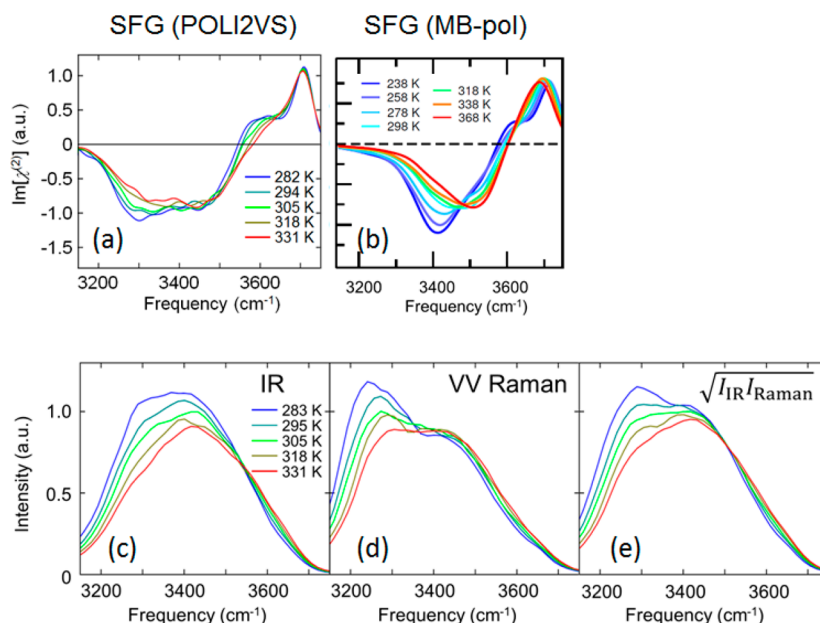 SFG (POLI2VS)
SFG (MB-pol)
Im[χ⁽²⁾] (a.u.)
1.0
0.5
0
-0.5
-1.0
-1.5
282 K
294 K
305 K
318 K
331 K
(a)
3200
3400
3600
Frequency (cm⁻¹)
238 K
258 K
278 K
298 K
318 K
338 K
368 K
(b)
3200
3400
3600
Frequency (cm⁻¹)
Intensity (a.u.)
1.0
0.5
0
IR
283 K
295 K
305 K
318 K
331 K
(c)
3200
3400
3600
Frequency (cm⁻¹)
VV Raman
(d)
3200
3400
3600
Frequency (cm⁻¹)
√I_IR I_Raman
(e)
3200
3400
3600
Frequency (cm⁻¹)